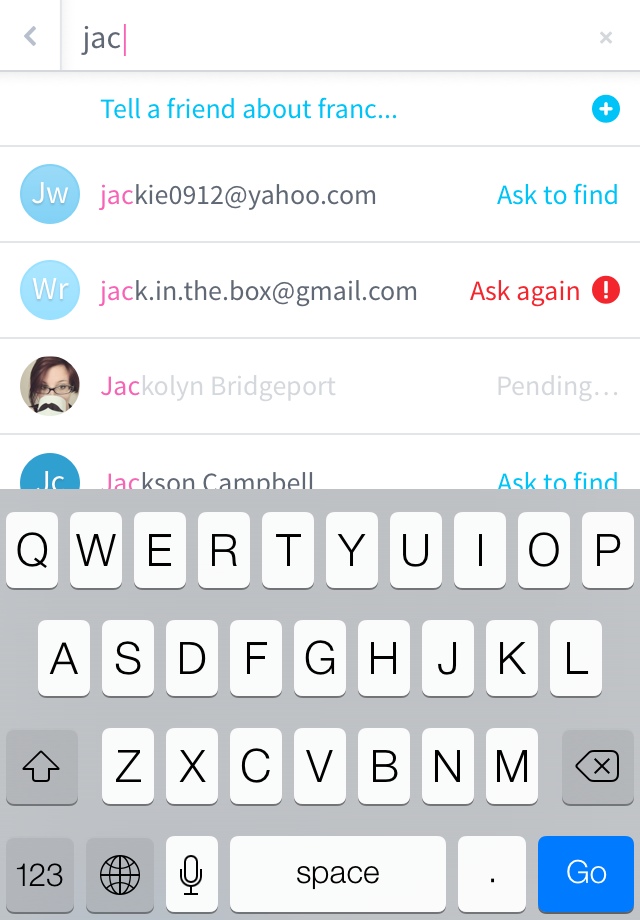 jac
Tell a friend about franc...
Jw jackie0912@yahoo.com Ask to find
Wr jack.in.the.box@gmail.com Ask again !
Jackolyn Bridgeport Pending...
Jc Jackson Campbell Ask to find
Q W E R T Y U I O P
A S D F G H J K L
Z X C V B N M
123 space . Go